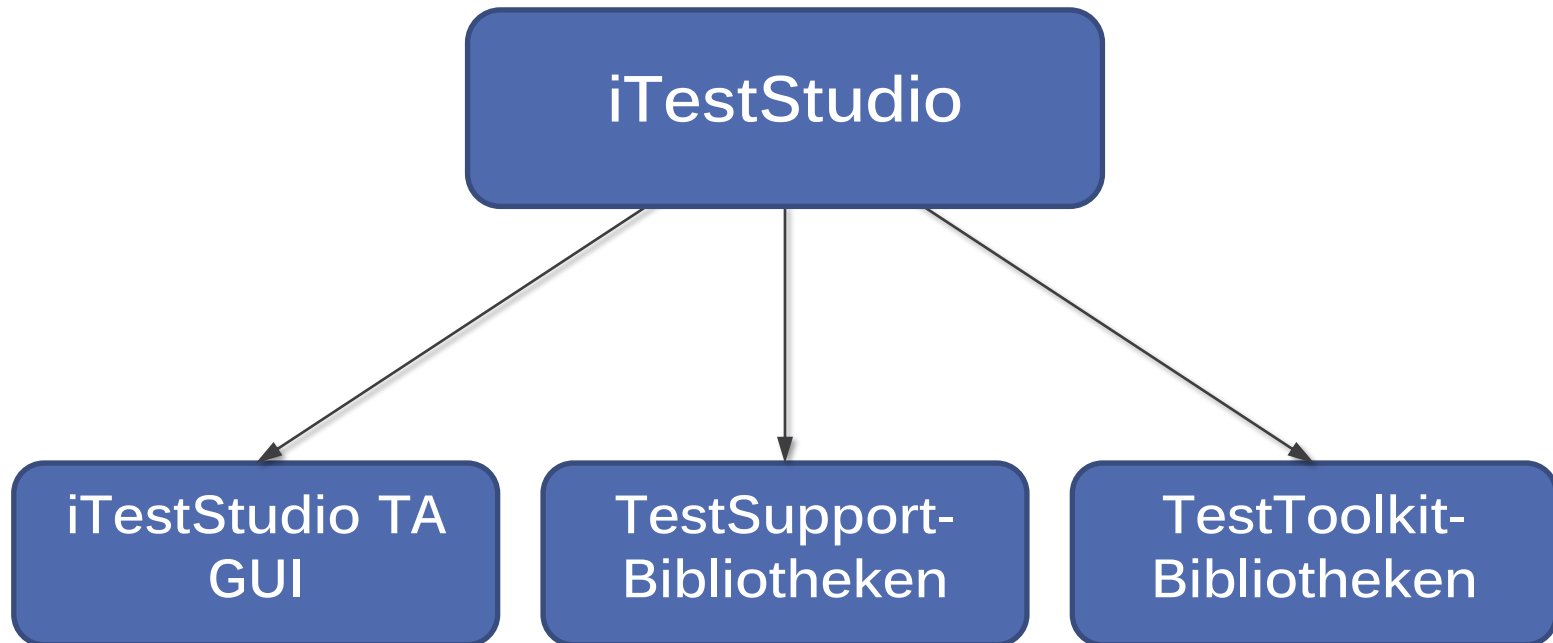 iTestStudio
iTestStudio TA
GUI
TestSupport-
Bibliotheken
TestToolkit-
Bibliotheken